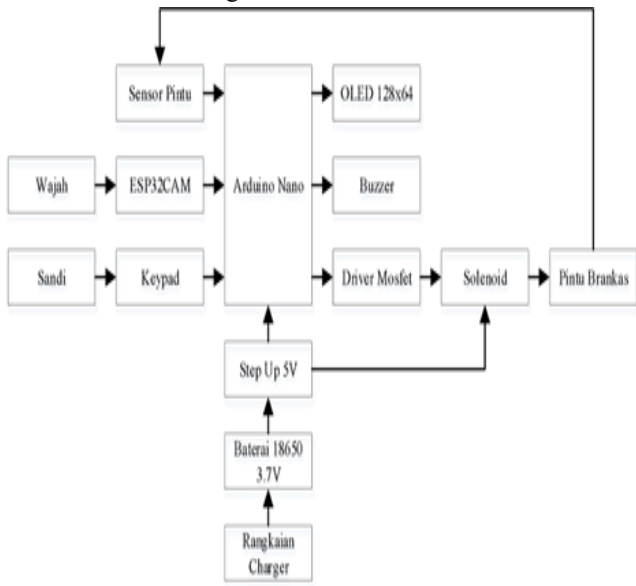 Sensor Pintu
OLED 128x64
Wajah
ESP32CAM
Arduino Nano
Buzzer
Sandi
Keypad
Driver Mosfet
Solenoid
Pintu Brankas
Step Up 5V
Baterai 18650
3.7V
Rangkaian
Charger